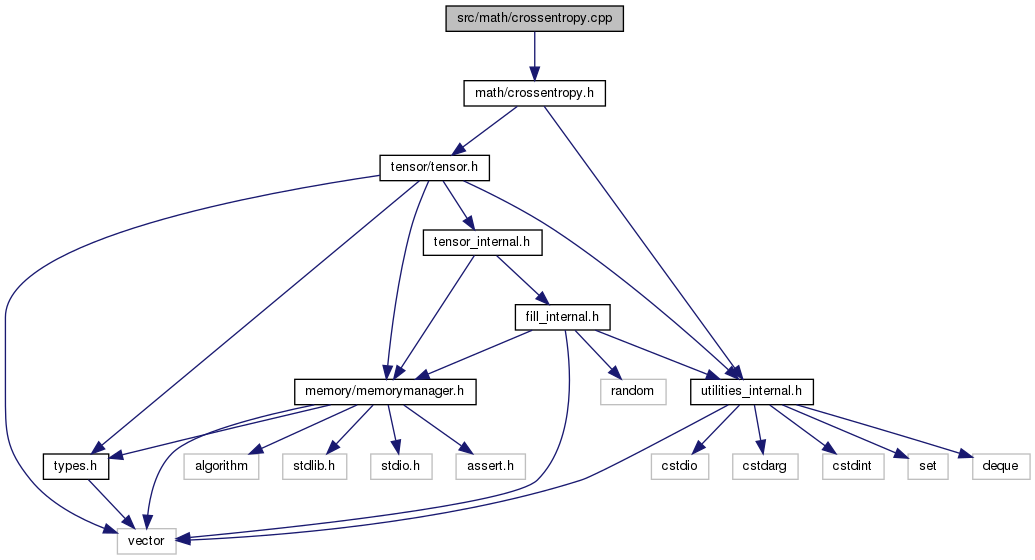 src/math/crossentropy.cpp
math/crossentropy.h
tensor/tensor.h
tensor_internal.h
fill_internal.h
memory/memorymanager.h
random
utilities_internal.h
types.h
algorithm
stdlib.h
stdio.h
assert.h
cstdio
cstdarg
cstdint
set
deque
vector